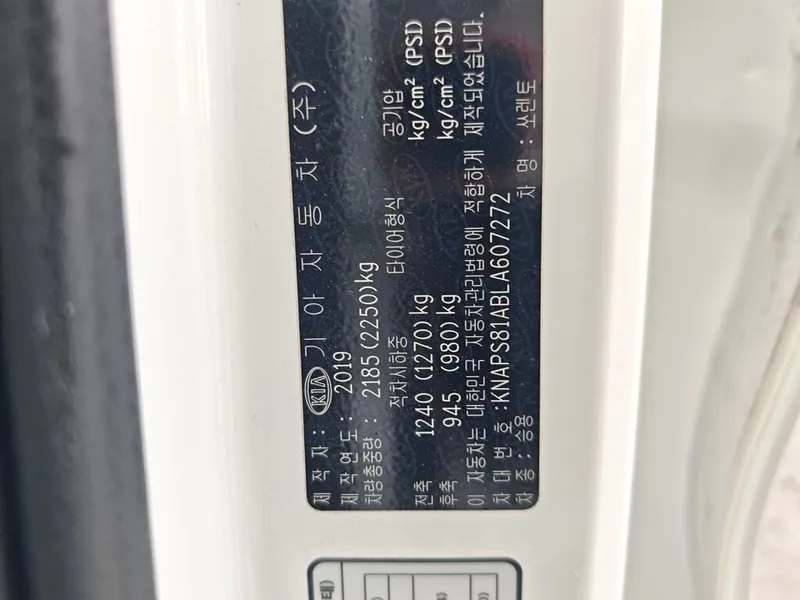 제 작 자 : KIA 기 아 자 동 차 (주)
제 작 연 도 : 2019
차량총중량 : 2185(2250)kg
적차시하중 타이어형식 공기압
전축 1240 (1270)kg kg/cm² (PSI)
후축 945 (980)kg kg/cm² (PSI)
이 자동차는 대한민국 자동차관리법령에 적합하게 제작되었습니다.
차 대 번 호 :KNAPS81ABLA607272
차 종: 승용 차 명 : 쏘렌토